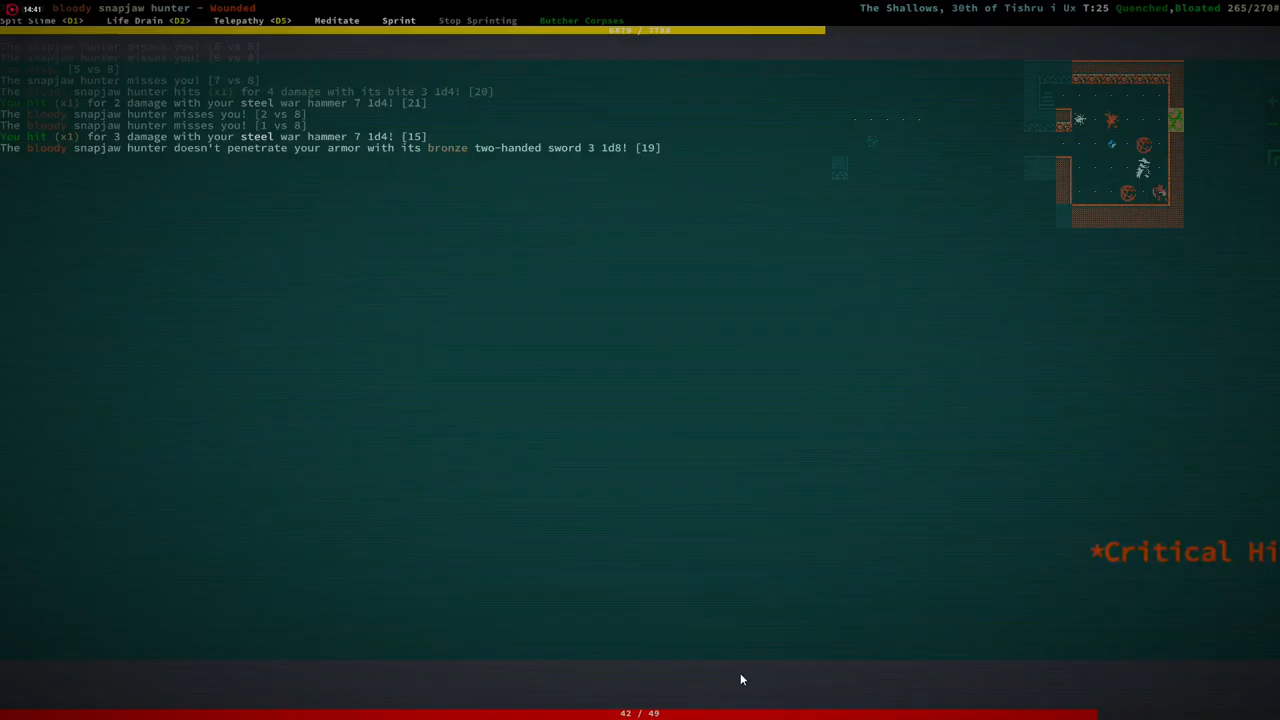 14:41 bloody snapjaw hunter - Wounded
The Shallows, 30th of Tishru i Ux T:25 Quenched,Bloated 265/270#
Spit Slime <D1> Life Drain <D2> Telepathy <D5> Meditate Sprint Stop Sprinting Butcher Corpses
The snapjaw hunter misses you!
The snapjaw hunter misses you!
[5 vs 8]
The snapjaw hunter misses you! [7 vs 8]
The bloody snapjaw hunter hits (x1) for 4 damage with its bite 3 1d4! [20]
You hit (x1) for 2 damage with your steel war hammer 7 1d4! [21]
The bloody snapjaw hunter misses you! [2 vs 8]
The bloody snapjaw hunter misses you! [1 vs 8]
You hit (x1) for 3 damage with your steel war hammer 7 1d4! [15]
The bloody snapjaw hunter doesn't penetrate your armor with its bronze two-handed sword 3 1d8! [19]
*Critical Hi
42 / 49